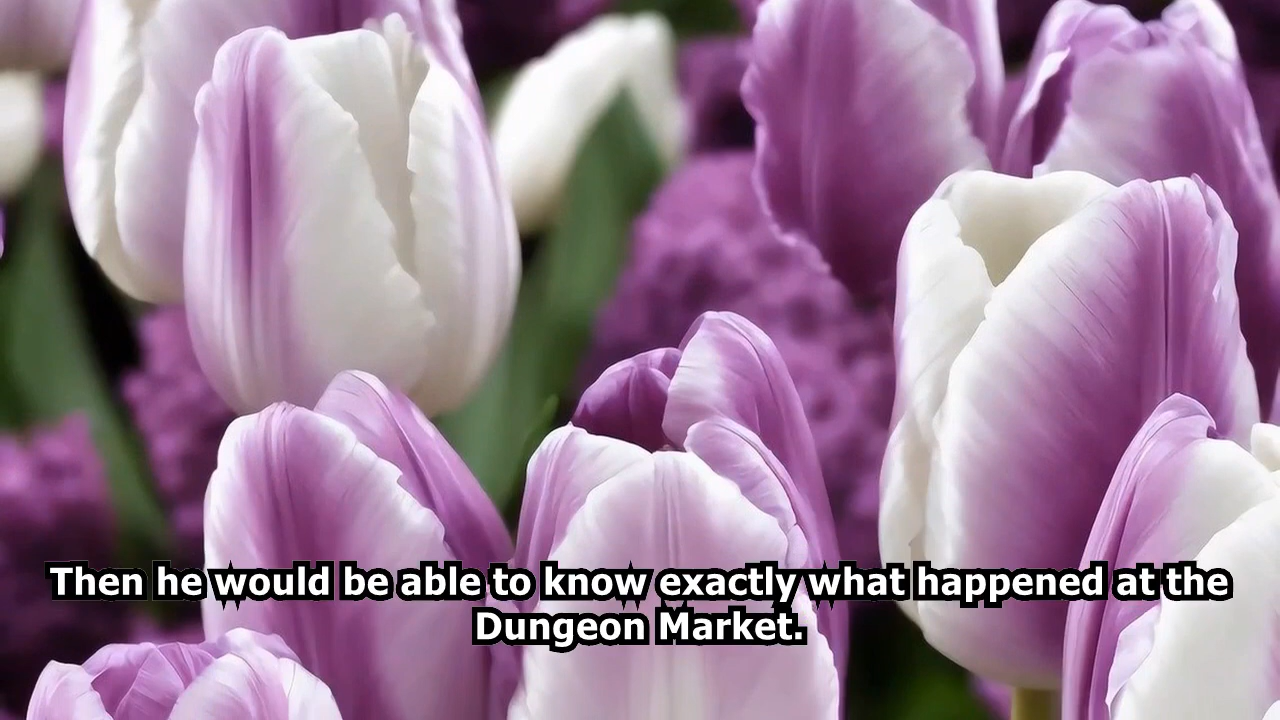 Then he would be able to know exactly what happened at the
Dungeon Market.